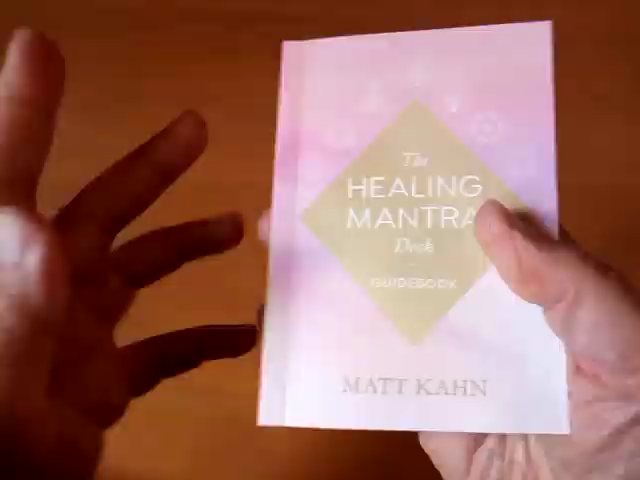 The
HEALING
MANTRA
Deck
GUIDEBOOK
MATT KAHN